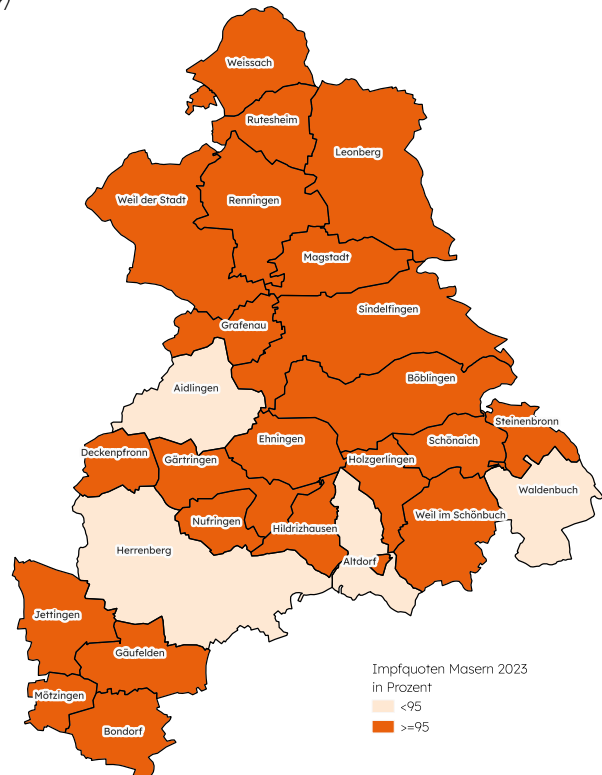 Weissach
Rutesheim
Leonberg
Weil der Stadt
Renningen
Magstadt
Sindelfingen
Grafenau
Böblingen
Aidlingen
Steinenbronn
Ehningen
Schönaich
Deckenpfronn
Gärtringen
Holzgerlingen
Waldenbuch
Weil im Schönbuch
Nufringen
Hildrizhausen
Herrenberg
Altdorf
Jettingen
Gäufelden
Mötzingen
Bondorf
Impfquoten Masern 2023
in Prozent
<95
>=95